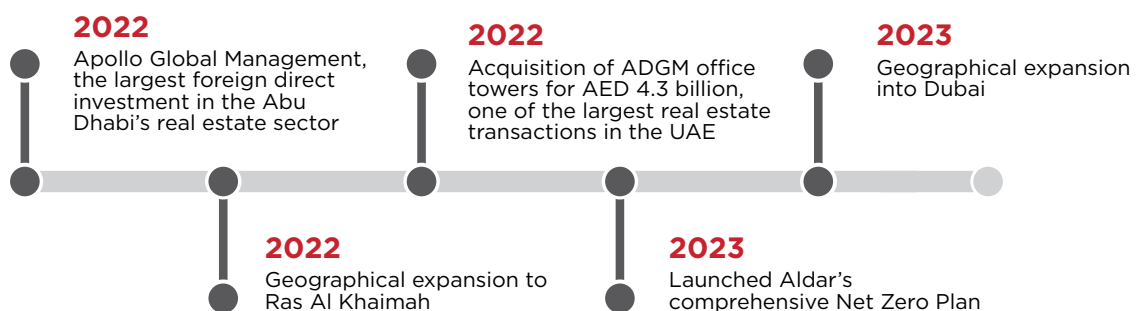 2022
Apollo Global Management,
the largest foreign direct
investment in the Abu
Dhabi's real estate sector
2022
Geographical expansion to
Ras Al Khaimah
2022
Acquisition of ADGM office
towers for AED 4.3 billion,
one of the largest real estate
transactions in the UAE
2023
Launched Aldar's
comprehensive Net Zero Plan
2023
Geographical expansion
into Dubai